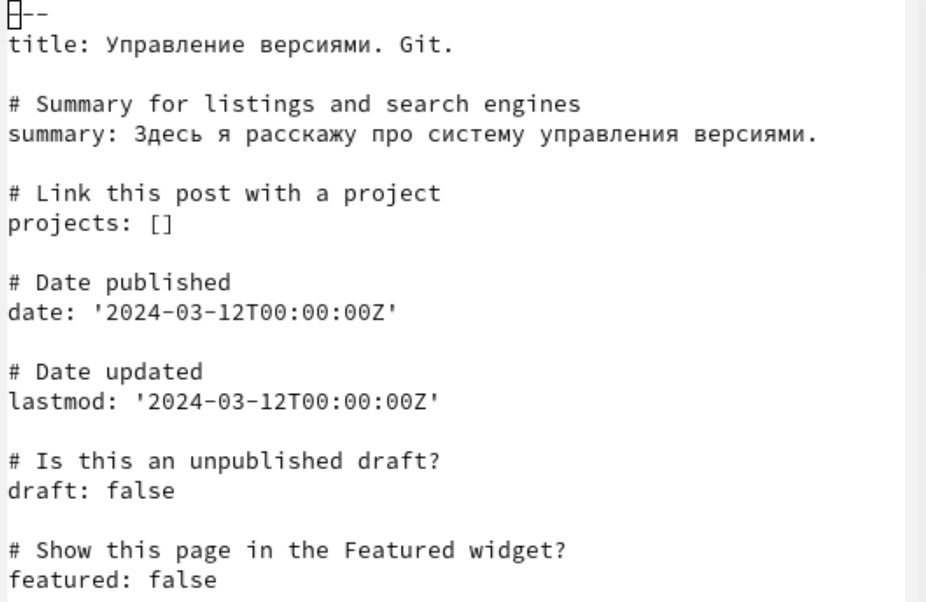 ---
title: Управление версиями. Git.
# Summary for listings and search engines
summary: Здесь я расскажу про систему управления версиями.
# Link this post with a project
projects: []
# Date published
date: '2024-03-12T00:00:00Z'
# Date updated
lastmod: '2024-03-12T00:00:00Z'
# Is this an unpublished draft?
draft: false
# Show this page in the Featured widget?
featured: false